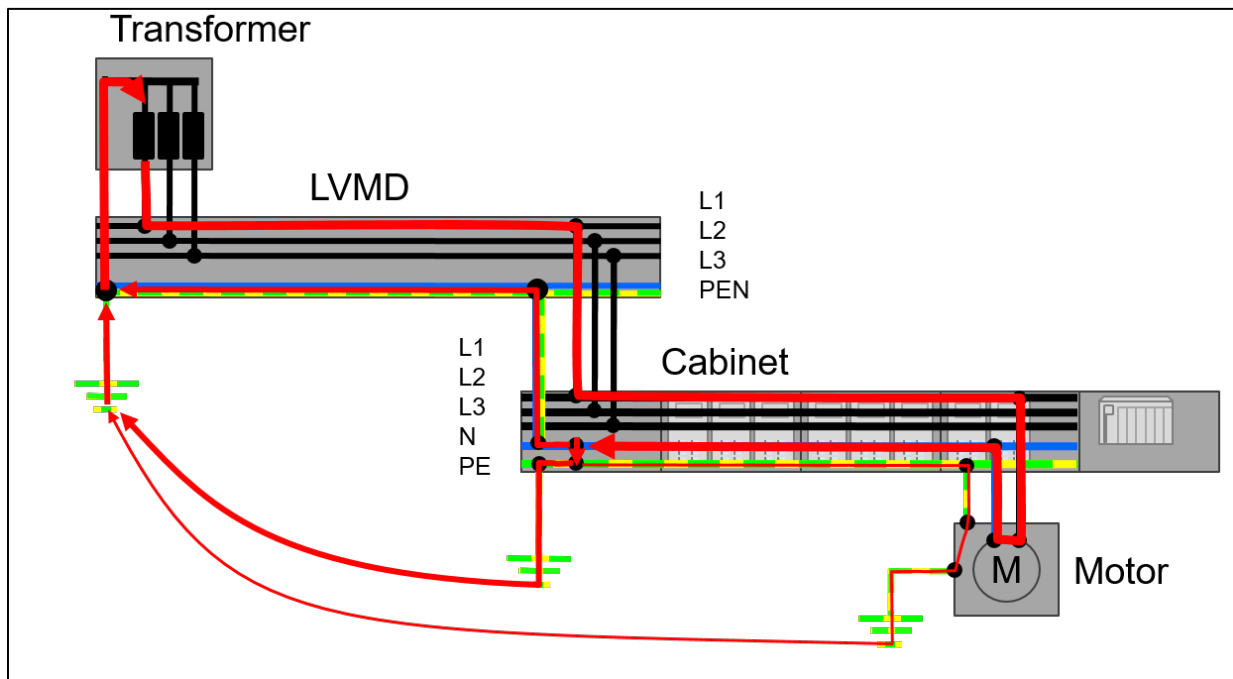 Transformer
LVMD
L1
L2
L3
PEN
L1
L2
L3
N
PE
Cabinet
M
Motor